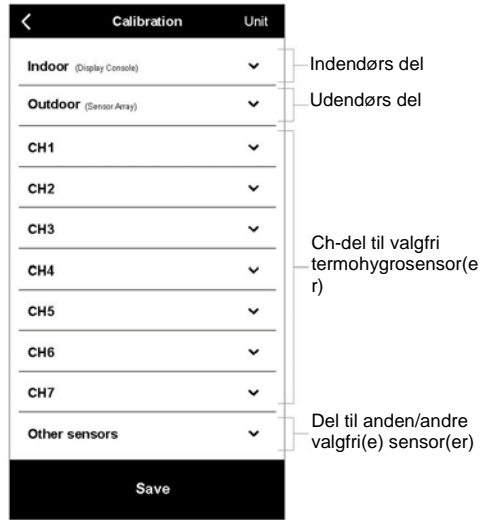 Calibration Unit
Indoor (Display Console)
Indendørs del
Outdoor (Sensor Array)
Udendørs del
CH1
CH2
CH3
CH4
CH5
CH6
CH7
Ch-del til valgfri
termohygrosensor(e
r)
Other sensors
Del til anden/andre
valgfri(e) sensor(er)
Save